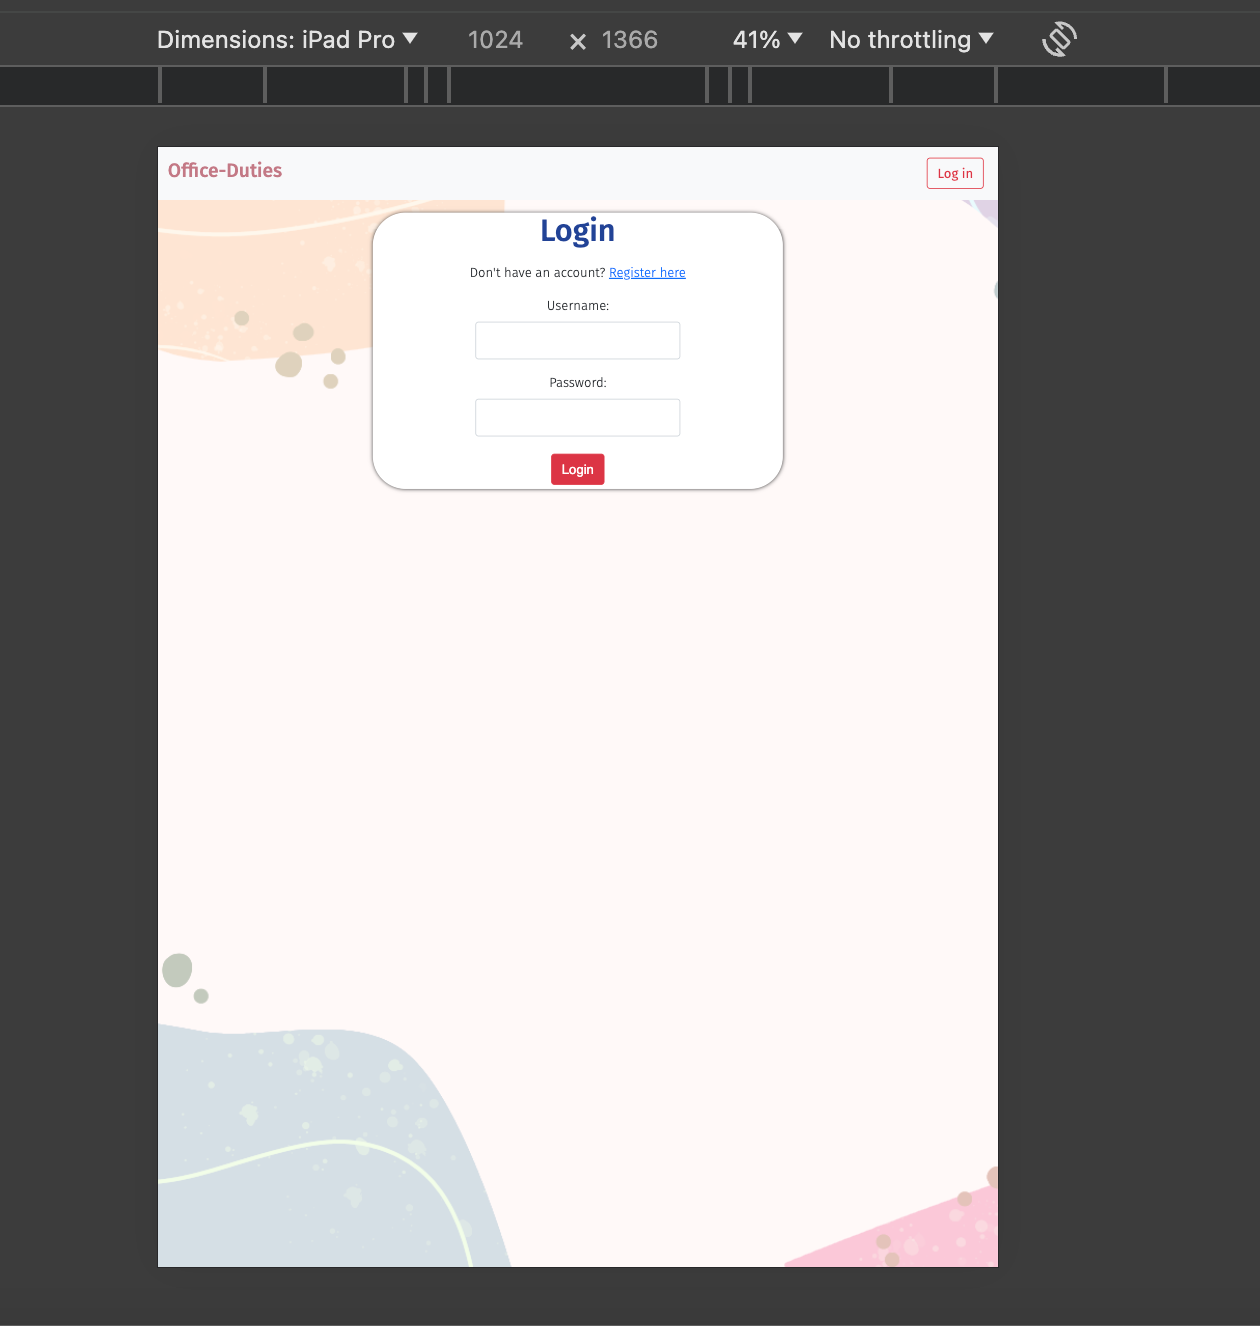 Dimensions: iPad Pro ▼ 1024 × 1366 41% ▼ No throttling ▼
Office-Duties Log in
Login
Don't have an account? Register here
Username:
Password:
Login